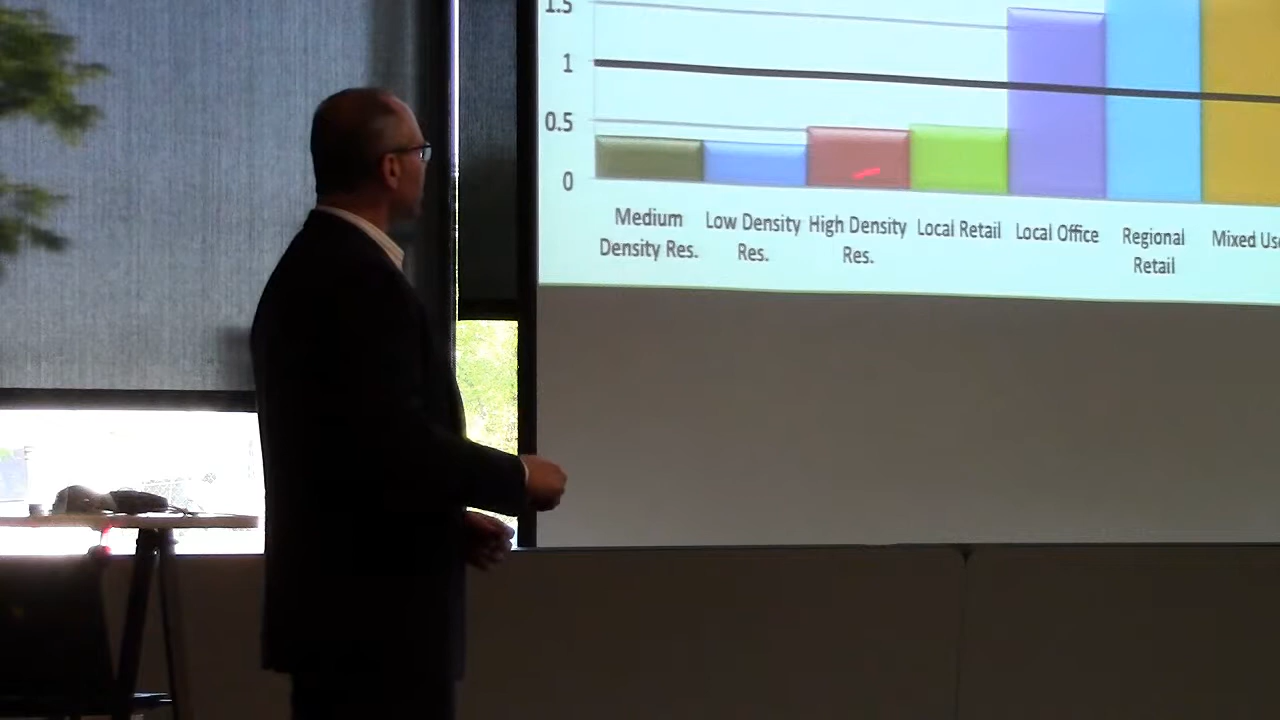 1.5
1
0.5
0
Medium
Density Res.
Low Density
Res.
High Density
Res.
Local Retail
Local Office
Regional
Retail
Mixed Use